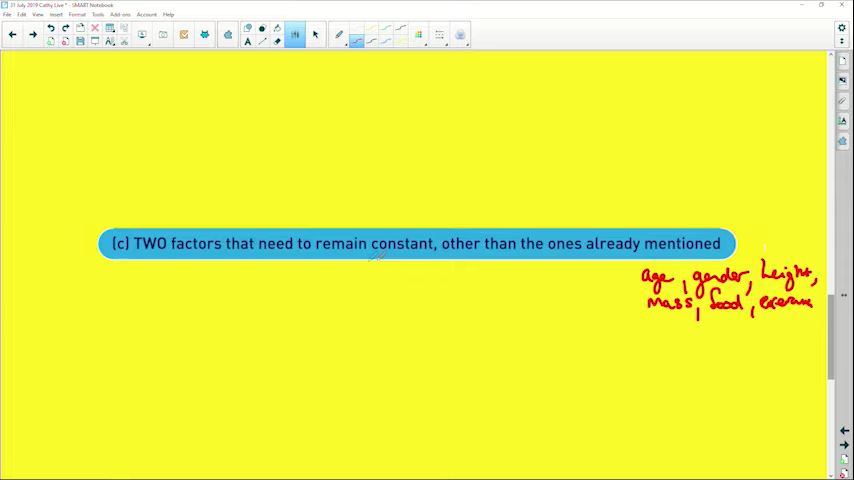 31 July 2019 Cathy Live * - SMART Notebook
File Edit View Insert Format Tools Add-ons Account Help
(c) TWO factors that need to remain constant, other than the ones already mentioned
age, gender, height,
mass, food, exercise